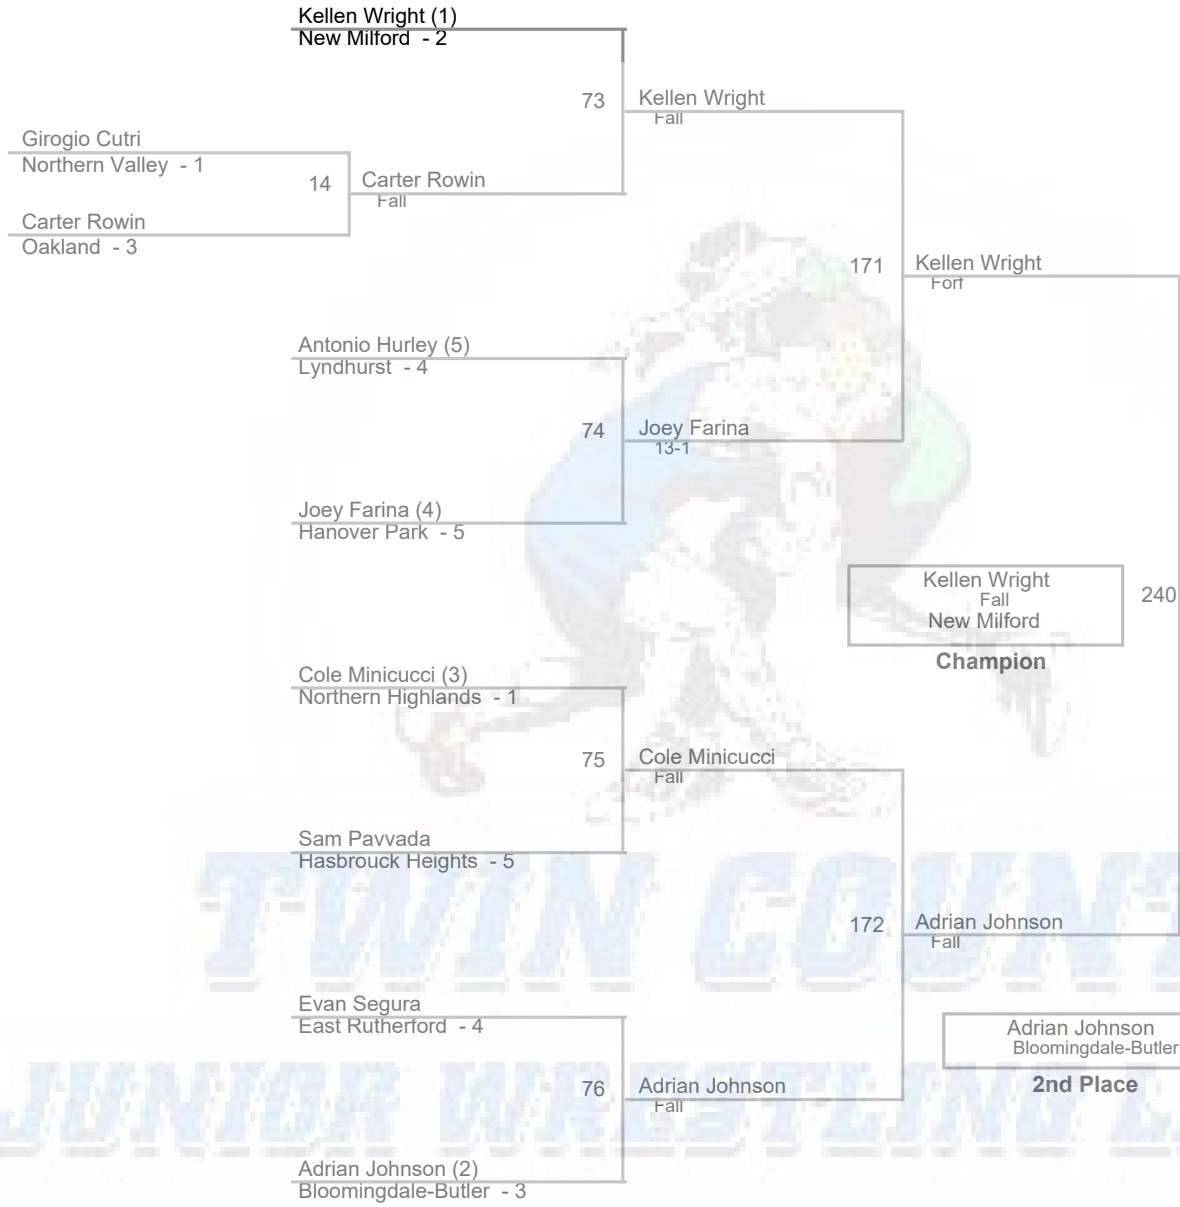 Kellen Wright (1)
New Milford - 2
73
Kellen Wright
Fall
Girogio Cutri
Northern Valley - 1
14
Carter Rowin
Fall
Carter Rowin
Oakland - 3
171
Kellen Wright
Forf
Antonio Hurley (5)
Lyndhurst - 4
74
Joey Farina
13-1
Joey Farina (4)
Hanover Park - 5
Kellen Wright
Fall
New Milford
240
Champion
Cole Minicucci (3)
Northern Highlands - 1
75
Cole Minicucci
Fall
Sam Pavvada
Hasbrouck Heights - 5
TWIN COUNT
172
Adrian Johnson
Fall
Evan Segura
East Rutherford - 4
Adrian Johnson
Bloomingdale-Butler
2nd Place
76
Adrian Johnson
Fall
JUNIOR WRESTLING
Adrian Johnson (2)
Bloomingdale-Butler - 3